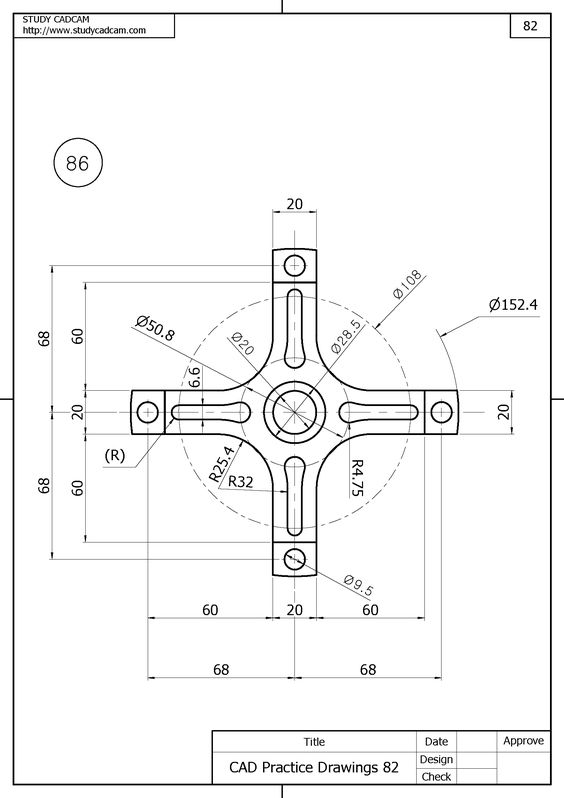 STUDY CADCAM
http://www.studycadcam.com
82
86
20
Ø108
Ø152.4
68
60
Ø50.8
Ø20
Ø28.5
6.6
20
20
(R)
R25.4
R32
R4.75
68
60
Ø9.5
60
20
60
68
68
Title
Date
Approve
CAD Practice Drawings 82
Design
Check